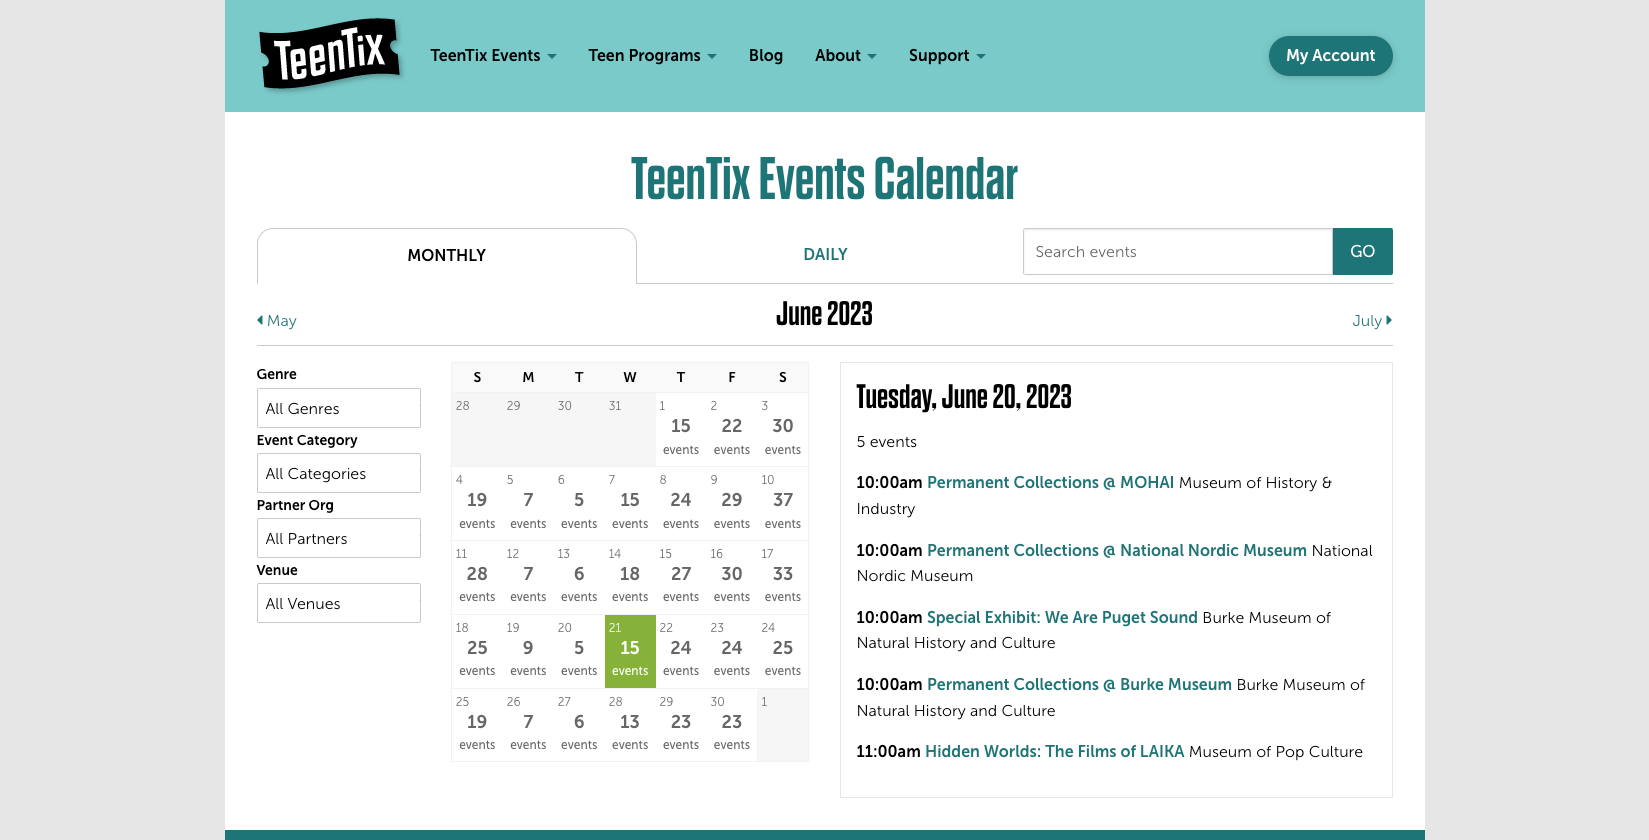 TeenTix
TeenTix Events
Teen Programs
Blog
About
Support
My Account
TeenTix Events Calendar
MONTHLY
DAILY
Search events
GO
May
June 2023
July
Genre
All Genres
Event Category
All Categories
Partner Org
All Partners
Venue
All Venues
S M T W T F S
28 29 30 31 1 2 3
15 22 30
events events events
4 5 6 7 8 9 10
19 7 5 15 24 29 37
events events events events events events events
11 12 13 14 15 16 17
28 7 6 18 27 30 33
events events events events events events events
18 19 20 21 22 23 24
25 9 5 15 24 24 25
events events events events events events events
25 26 27 28 29 30 1
19 7 6 13 23 23
events events events events events events
Tuesday, June 20, 2023
5 events
10:00am Permanent Collections @ MOHAI Museum of History &
Industry
10:00am Permanent Collections @ National Nordic Museum National
Nordic Museum
10:00am Special Exhibit: We Are Puget Sound Burke Museum of
Natural History and Culture
10:00am Permanent Collections @ Burke Museum Burke Museum of
Natural History and Culture
11:00am Hidden Worlds: The Films of LAIKA Museum of Pop Culture